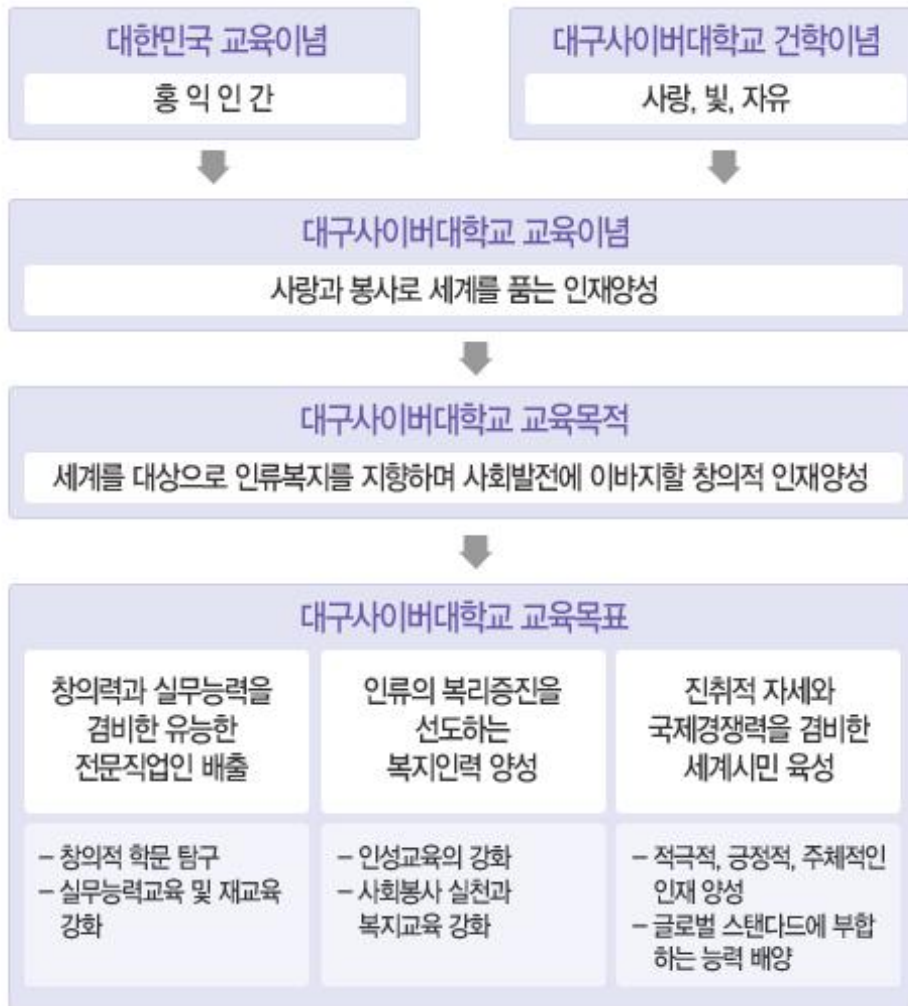 대한민국 교육이념
홍 익 인 간
대구사이버대학교 건학이념
사랑, 빛, 자유
대구사이버대학교 교육이념
사랑과 봉사로 세계를 품는 인재양성
대구사이버대학교 교육목적
세계를 대상으로 인류복지를 지향하며 사회발전에 이바지할 창의적 인재양성
대구사이버대학교 교육목표
창의력과 실무능력을
겸비한 유능한
전문직업인 배출
– 창의적 학문 탐구
– 실무능력교육 및 재교육
강화
인류의 복리증진을
선도하는
복지인력 양성
– 인성교육의 강화
– 사회봉사 실천과
복지교육 강화
진취적 자세와
국제경쟁력을 겸비한
세계시민 육성
– 적극적, 긍정적, 주체적인
인재 양성
– 글로벌 스탠다드에 부합
하는 능력 배양